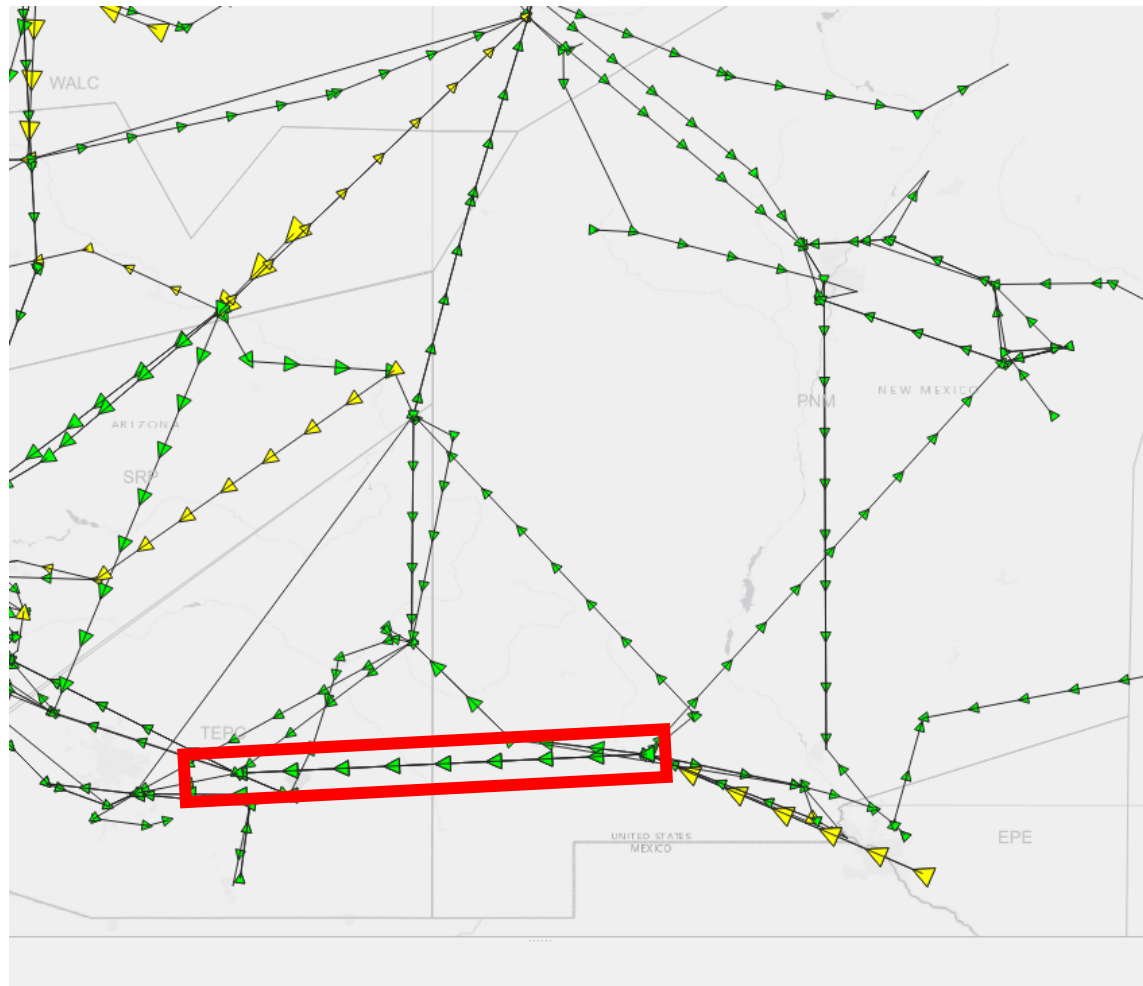 WALC
NEW MEXICO
PNM
ARIZONA
SRP
TEPC
UNITED STATES
MEXICO
EPE